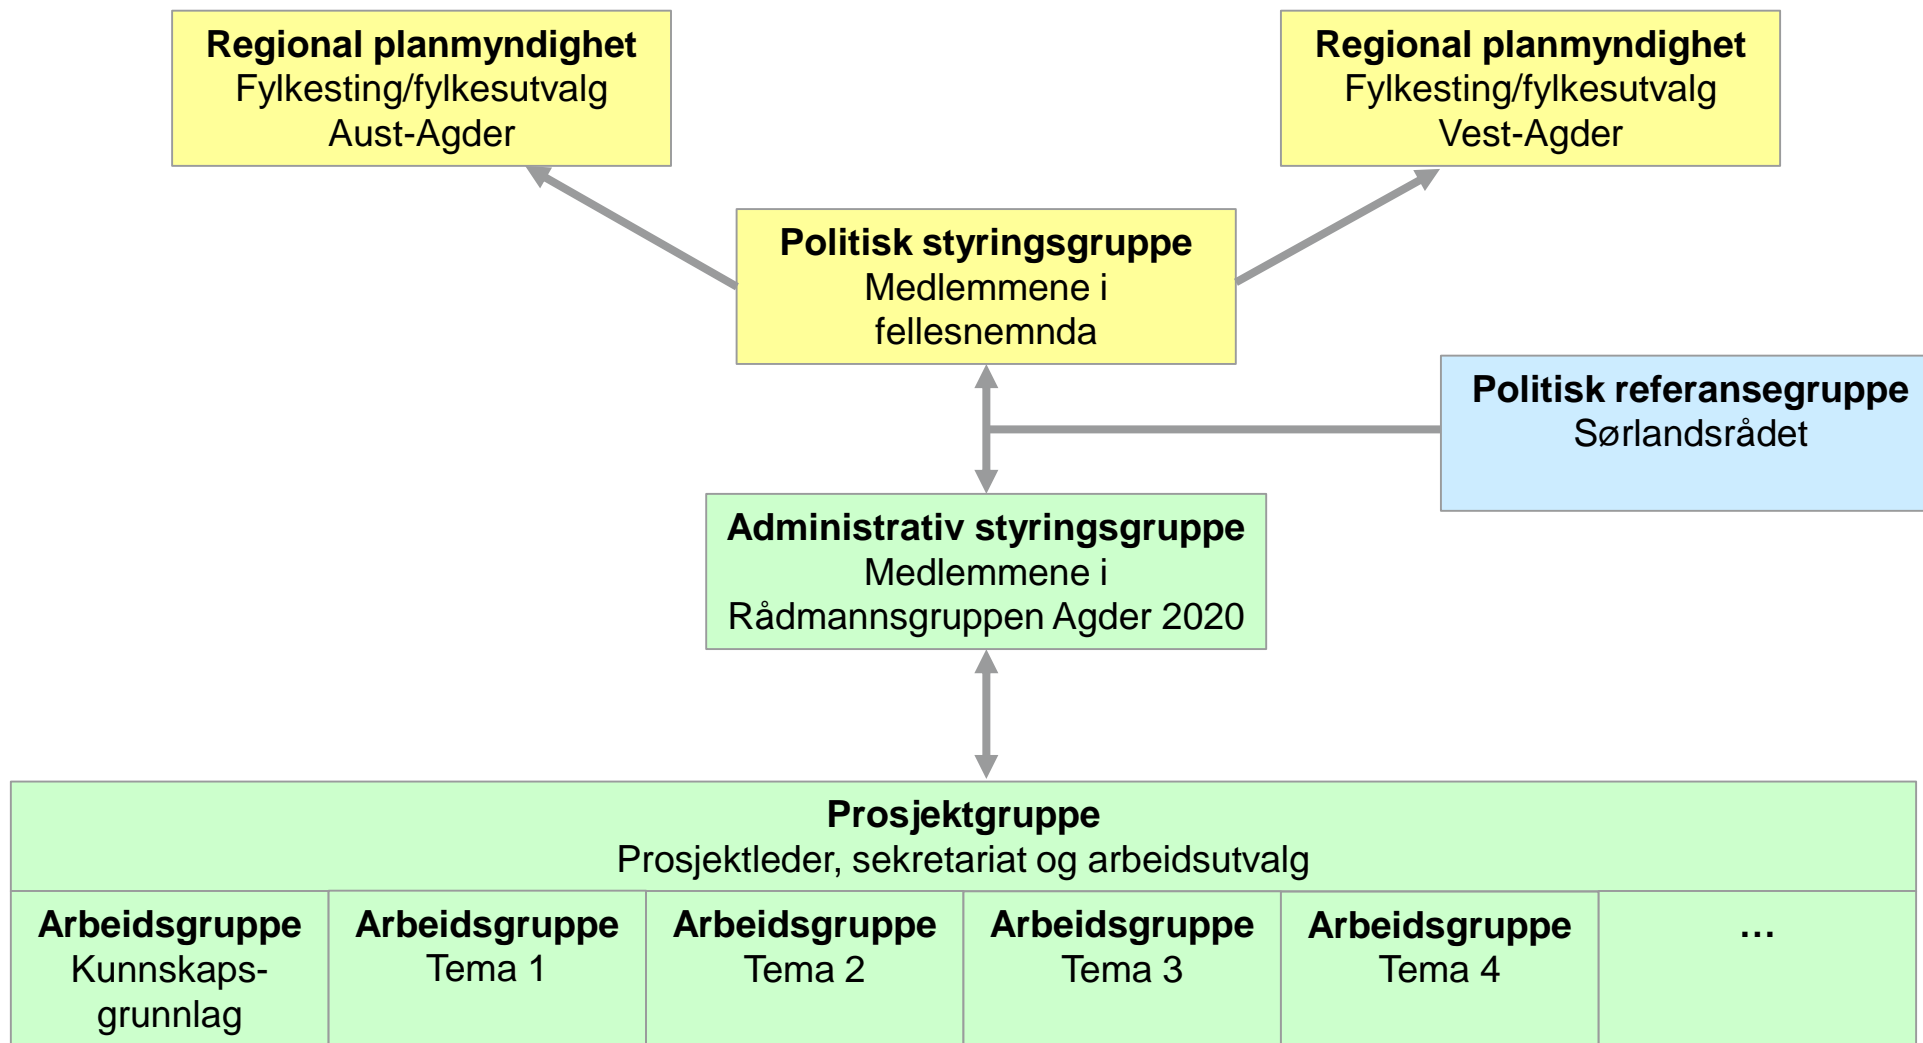 Regional planmyndighet
Fylkesting/fylkesutvalg
Aust-Agder
Regional planmyndighet
Fylkesting/fylkesutvalg
Vest-Agder
Politisk styringsgruppe
Medlemmene i
fellesnemnda
Politisk referansegruppe
Sørlandsrådet
Administrativ styringsgruppe
Medlemmene i
Rådmannsgruppen Agder 2020
Prosjektgruppe
Prosjektleder, sekretariat og arbeidsutvalg
Arbeidsgruppe
Kunnskaps-
grunnlag
Arbeidsgruppe
Tema 1
Arbeidsgruppe
Tema 2
Arbeidsgruppe
Tema 3
Arbeidsgruppe
Tema 4
…